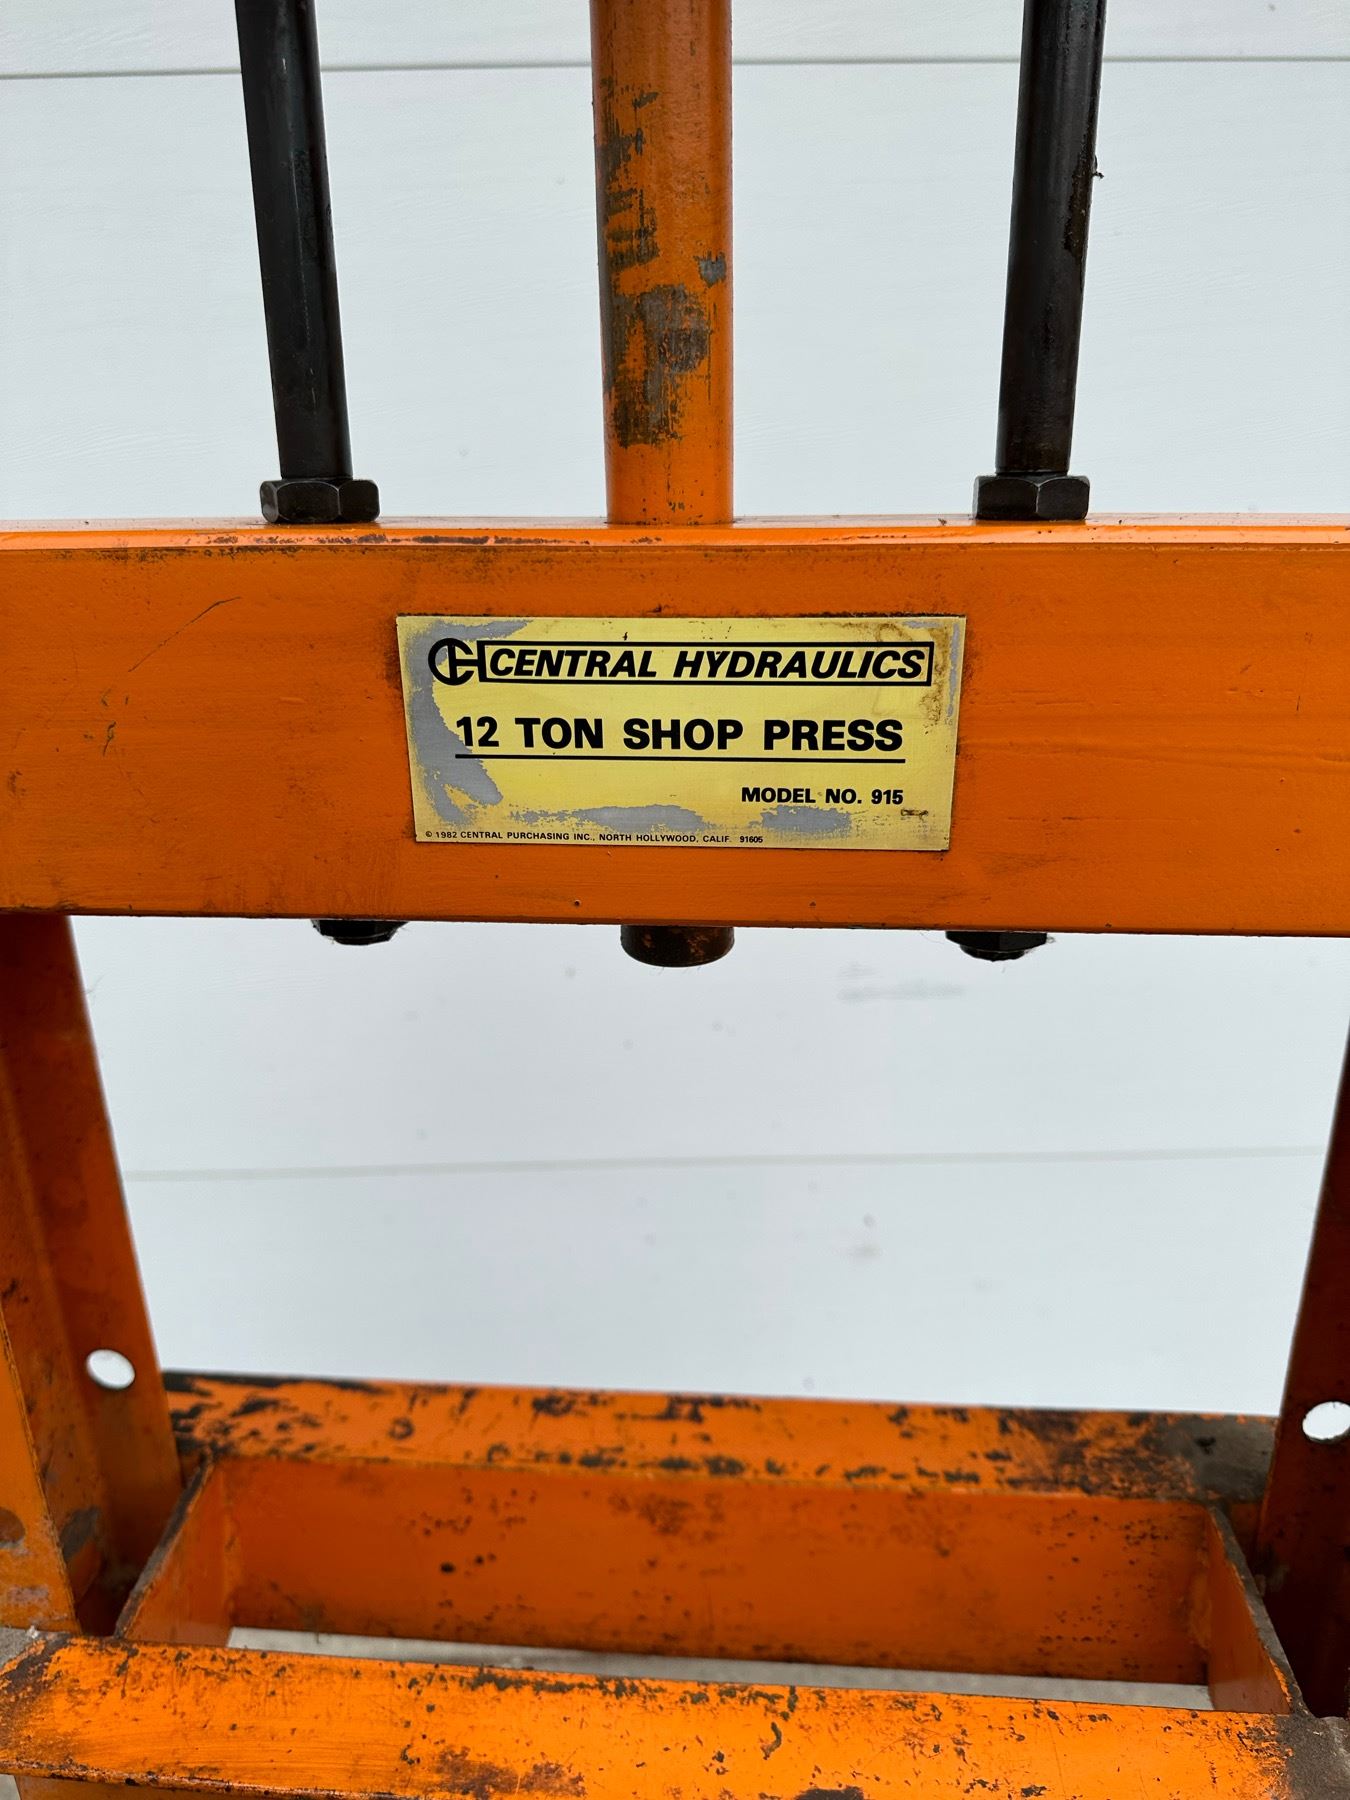 CH CENTRAL HYDRAULICS
12 TON SHOP PRESS
MODEL NO. 915
© 1982 CENTRAL PURCHASING INC., NORTH HOLLYWOOD, CALIF. 91605